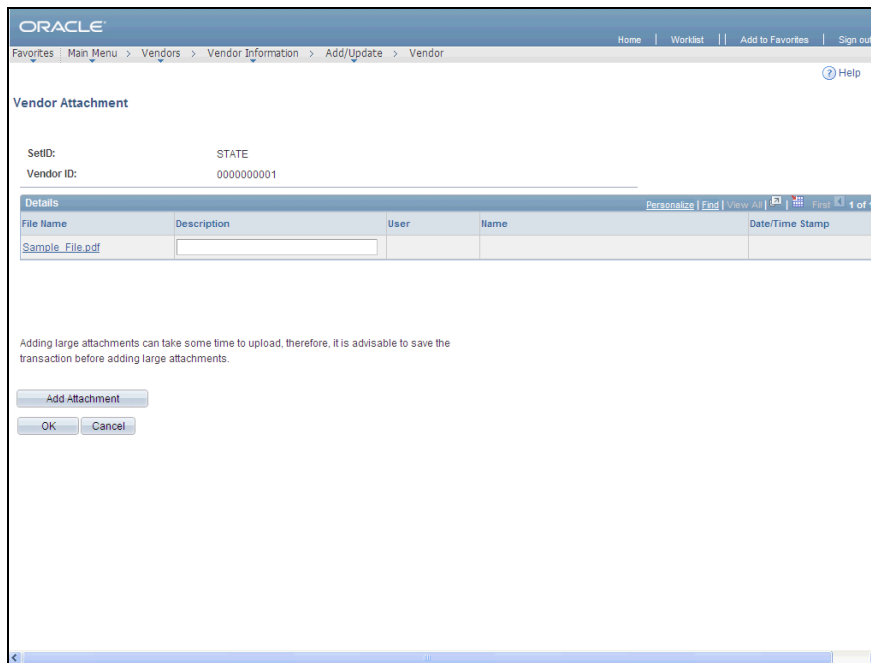 ORACLE
Home | Worklist || Add to Favorites | Sign out
Favorites Main Menu > Vendors > Vendor Information > Add/Update > Vendor
? Help
Vendor Attachment
SetID: STATE
Vendor ID: 0000000001
Details Personalize | Find | View All | | First 1 of 1
File Name Description User Name Date/Time Stamp
Sample_File.pdf
Adding large attachments can take some time to upload, therefore, it is advisable to save the
transaction before adding large attachments.
Add Attachment
OK Cancel